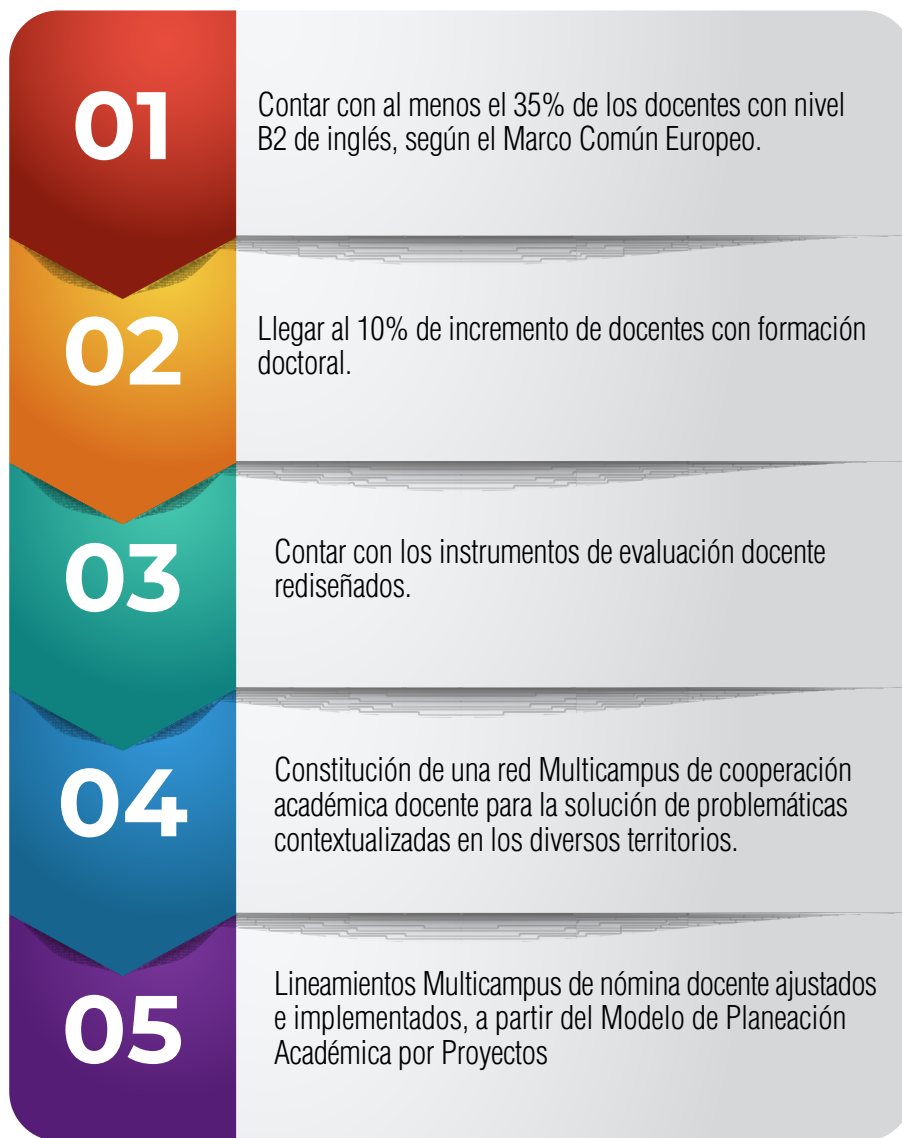 01
Contar con al menos el 35% de los docentes con nivel
B2 de inglés, según el Marco Común Europeo.
02
Llegar al 10% de incremento de docentes con formación
doctoral.
03
Contar con los instrumentos de evaluación docente
rediseñados.
04
Constitución de una red Multicampus de cooperación
académica docente para la solución de problemáticas
contextualizadas en los diversos territorios.
05
Lineamientos Multicampus de nómina docente ajustados
e implementados, a partir del Modelo de Planeación
Académica por Proyectos